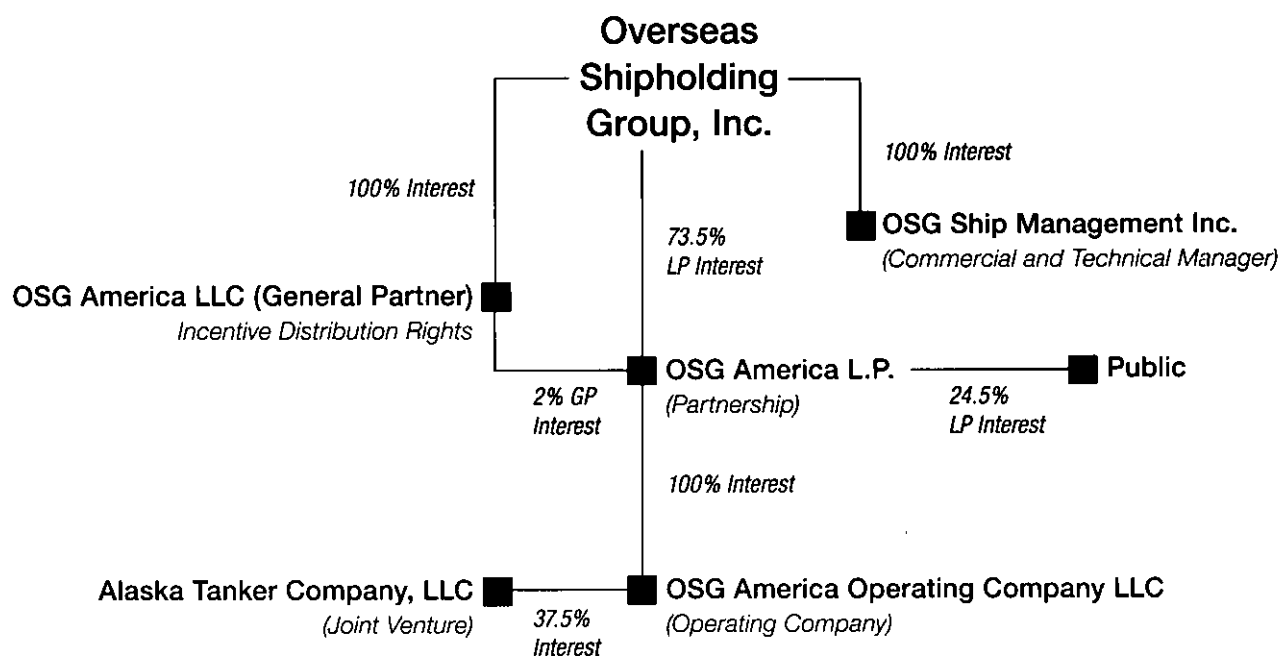 Overseas
Shipholding
Group, Inc.
100% Interest
100% Interest
OSG Ship Management Inc.
(Commercial and Technical Manager)
73.5%
LP Interest
OSG America LLC (General Partner)
Incentive Distribution Rights
OSG America L.P.
(Partnership)
Public
2% GP
Interest
24.5%
LP Interest
100% Interest
Alaska Tanker Company, LLC
(Joint Venture)
OSG America Operating Company LLC
(Operating Company)
37.5%
Interest